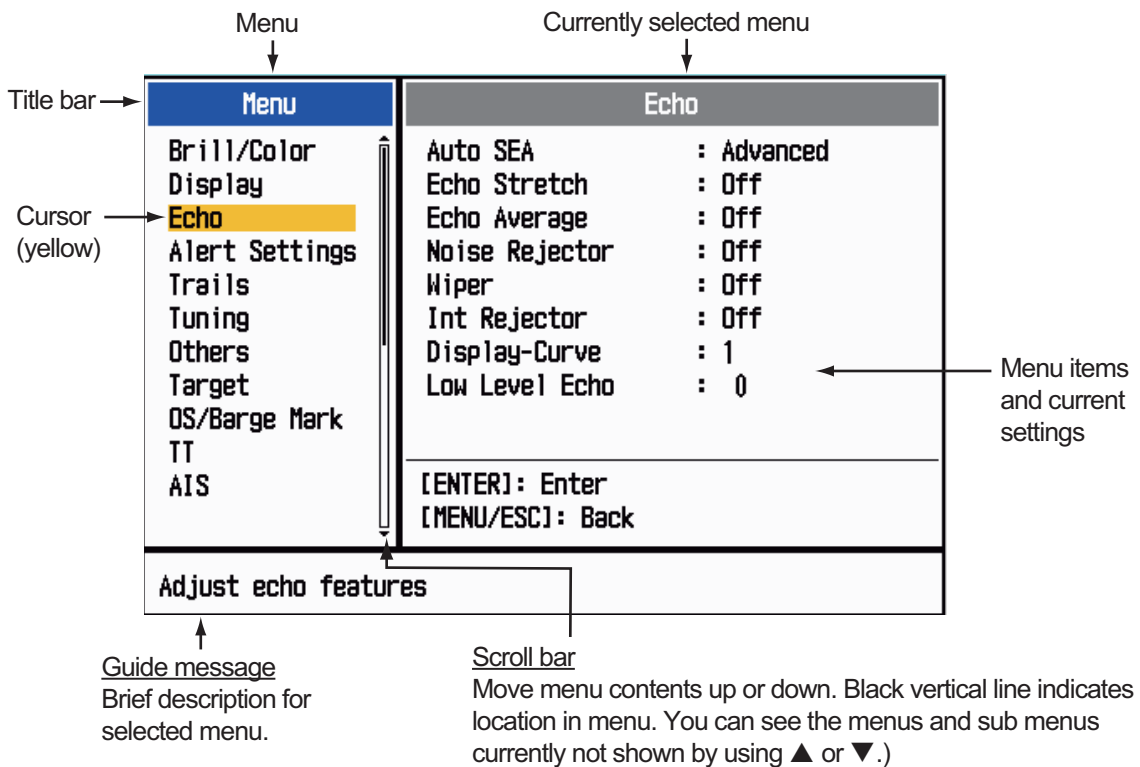 Menu
Currently selected menu
Title bar
Menu
Echo
Brill/Color
Display
Echo
Alert Settings
Trails
Tuning
Others
Target
OS/Barge Mark
TT
AIS
Cursor
(yellow)
Auto SEA : Advanced
Echo Stretch : Off
Echo Average : Off
Noise Rejector : Off
Wiper : Off
Int Rejector : Off
Display-Curve : 1
Low Level Echo : 0
Menu items
and current
settings
[ENTER]: Enter
[MENU/ESC]: Back
Adjust echo features
Guide message
Brief description for
selected menu.
Scroll bar
Move menu contents up or down. Black vertical line indicates
location in menu. You can see the menus and sub menus
currently not shown by using ▲ or ▼.)